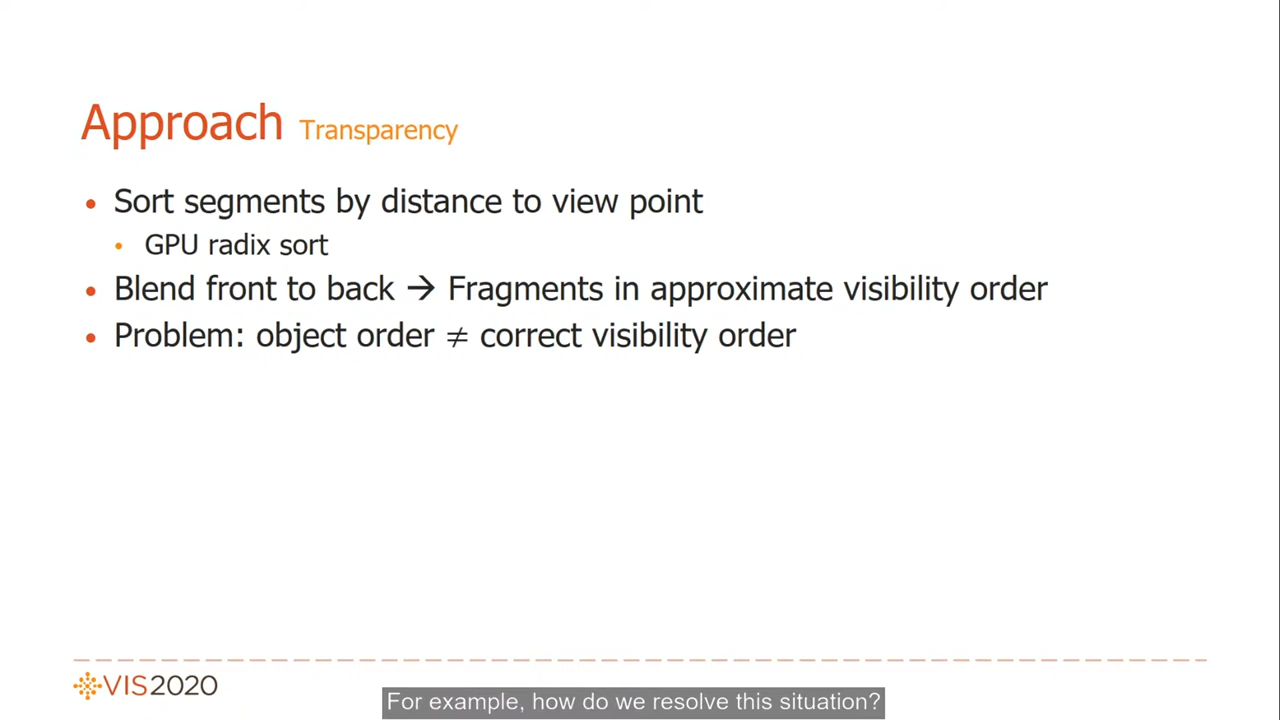 Approach Transparency
• Sort segments by distance to view point
• GPU radix sort
• Blend front to back → Fragments in approximate visibility order
• Problem: object order ≠ correct visibility order
VIS2020
For example, how do we resolve this situation?